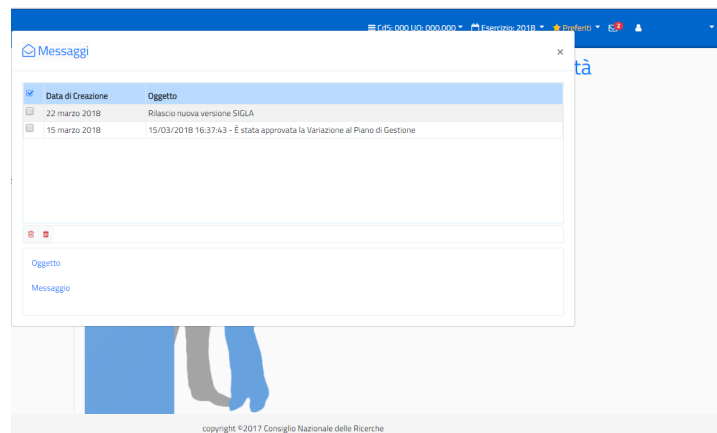 CdS: 000 UO: 000.000 Esercizio: 2018 Preferiti 2
Messaggi ×
tà
Data di Creazione Oggetto
22 marzo 2018 Rilascio nuova versione SIGLA
15 marzo 2018 15/03/2018 16:37:43 - È stata approvata la Variazione al Piano di Gestione
Oggetto
Messaggio
copyright ©2017 Consiglio Nazionale delle Ricerche